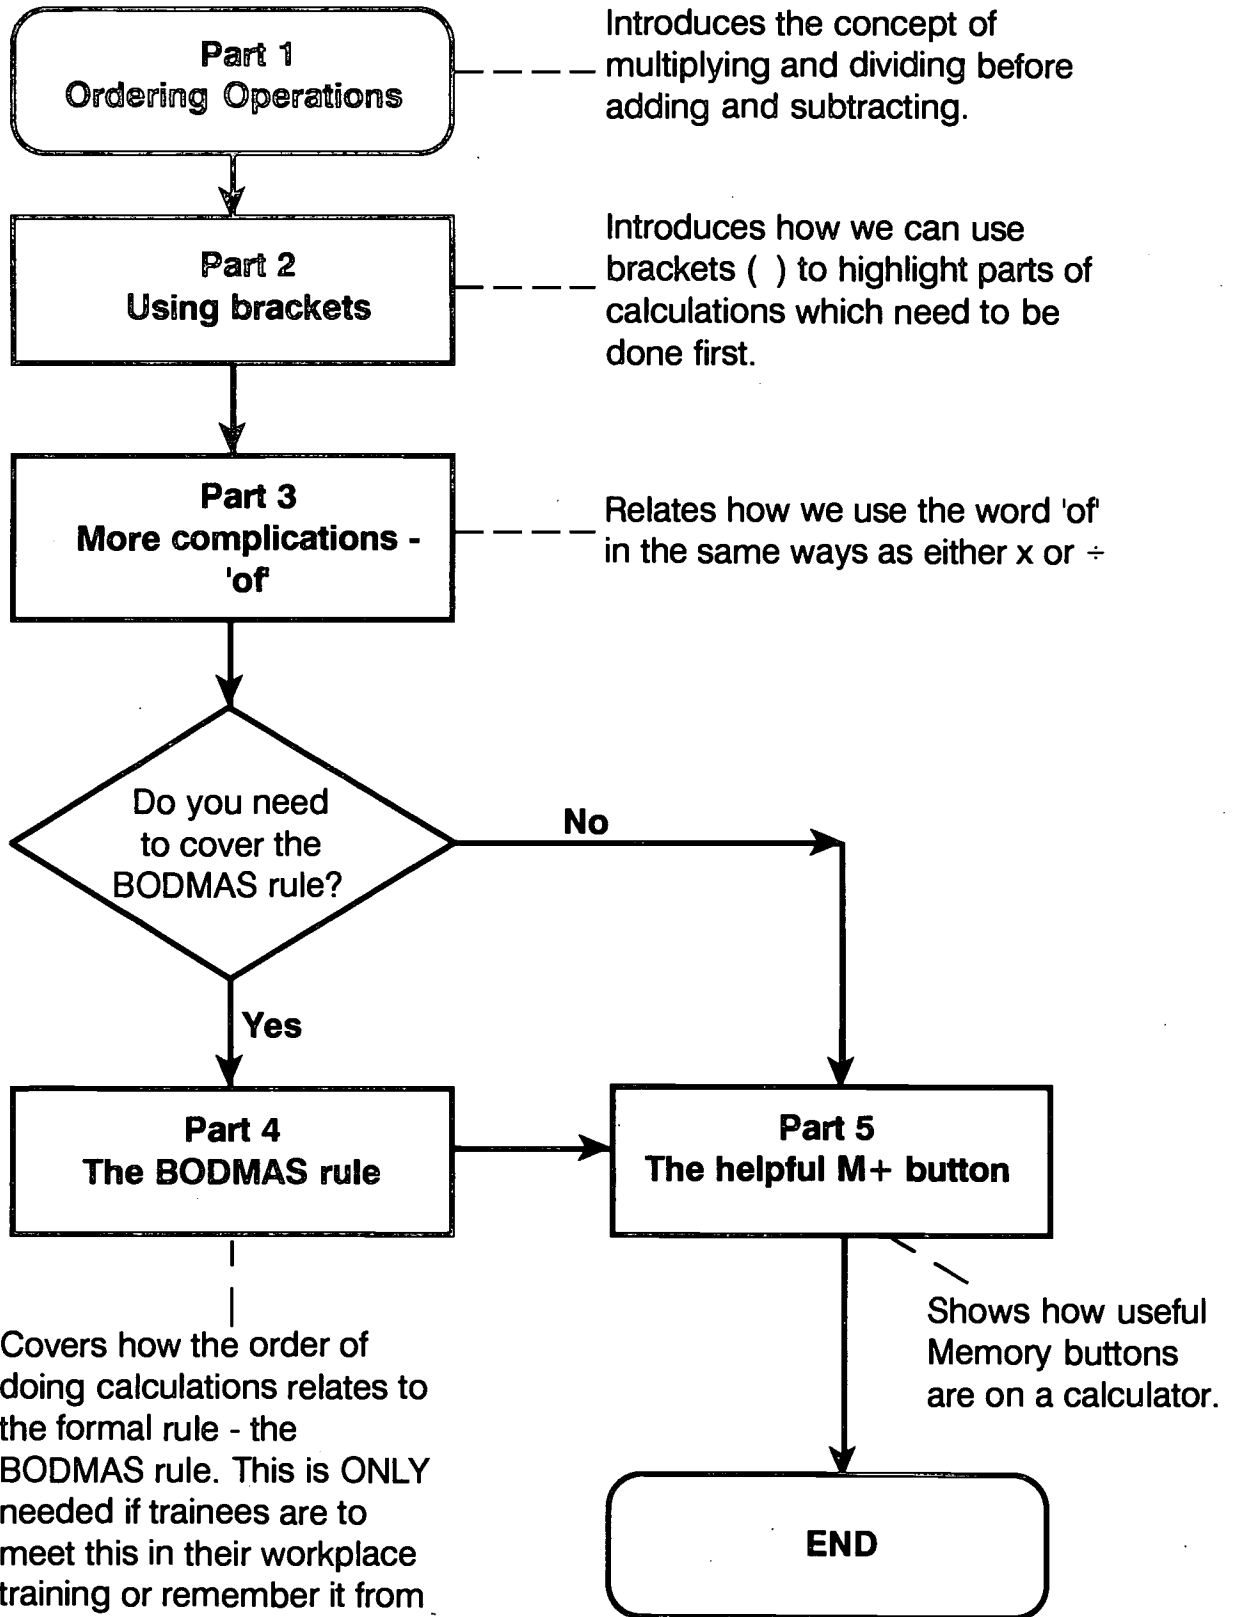 Part 1
Ordering Operations
Introduces the concept of
multiplying and dividing before
adding and subtracting.
Part 2
Using brackets
Introduces how we can use
brackets ( ) to highlight parts of
calculations which need to be
done first.
Part 3
More complications -
'of'
Relates how we use the word 'of'
in the same ways as either x or ÷
Do you need
to cover the
BODMAS rule?
No
Yes
Part 4
The BODMAS rule
Part 5
The helpful M+ button
Shows how useful
Memory buttons
are on a calculator.
Covers how the order of
doing calculations relates to
the formal rule - the
BODMAS rule. This is ONLY
needed if trainees are to
meet this in their workplace
training or remember it from
END